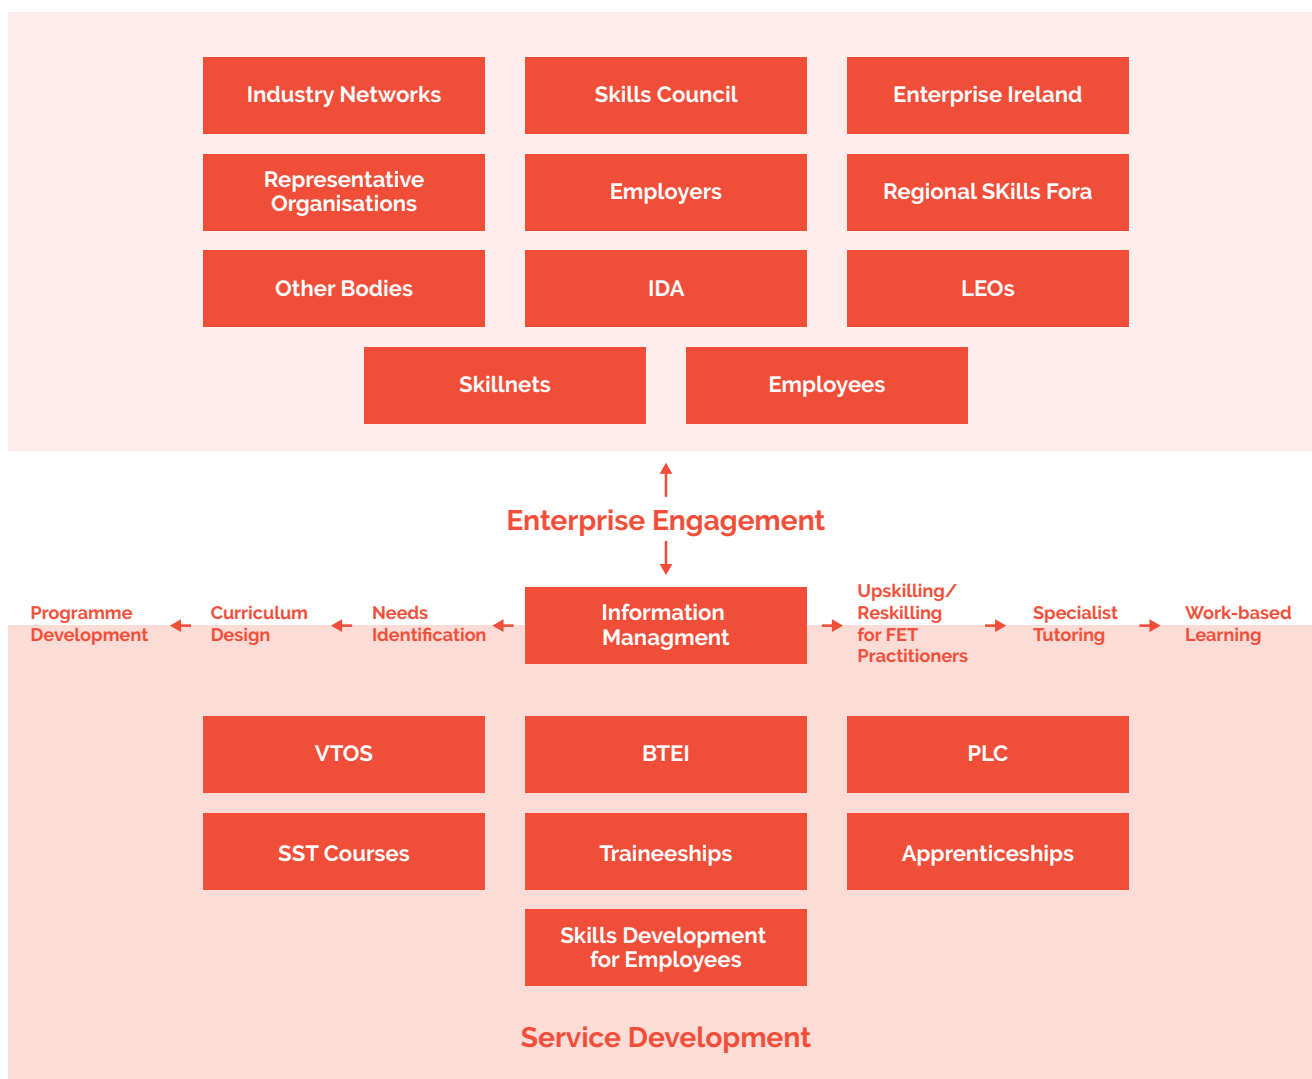 Industry Networks
Skills Council
Enterprise Ireland
Representative
Organisations
Employers
Regional SKills Fora
Other Bodies
IDA
LEOs
Skillnets
Employees
Enterprise Engagement
Programme
Development
Curriculum
Design
Needs
Identification
Information
Managment
Upskilling/
Reskilling
for FET
Practitioners
Specialist
Tutoring
Work-based
Learning
VTOS
BTEI
PLC
SST Courses
Traineeships
Apprenticeships
Skills Development
for Employees
Service Development